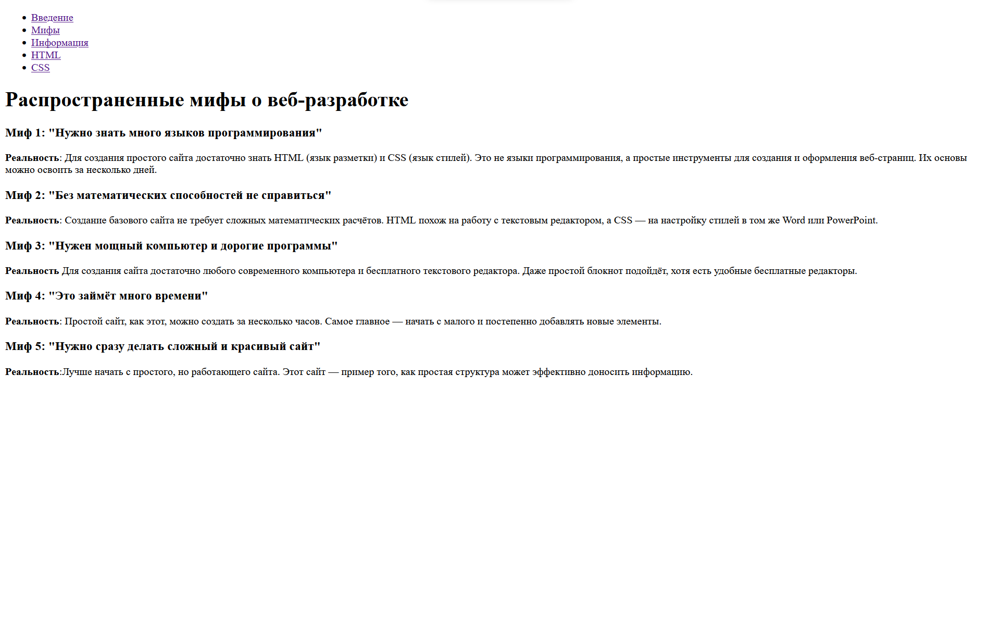 Введение
Мифы
Информация
HTML
CSS
Распространенные мифы о веб-разработке
Миф 1: "Нужно знать много языков программирования"
Реальность: Для создания простого сайта достаточно знать HTML (язык разметки) и CSS (язык стилей). Это не языки программирования, а простые инструменты для создания и оформления веб-страниц. Их основы
можно освоить за несколько дней.
Миф 2: "Без математических способностей не справиться"
Реальность: Создание базового сайта не требует сложных математических расчётов. HTML похож на работу с текстовым редактором, а CSS — на настройку стилей в том же Word или PowerPoint.
Миф 3: "Нужен мощный компьютер и дорогие программы"
Реальность Для создания сайта достаточно любого современного компьютера и бесплатного текстового редактора. Даже простой блокнот подойдёт, хотя есть удобные бесплатные редакторы.
Миф 4: "Это займёт много времени"
Реальность: Простой сайт, как этот, можно создать за несколько часов. Самое главное — начать с малого и постепенно добавлять новые элементы.
Миф 5: "Нужно сразу делать сложный и красивый сайт"
Реальность:Лучше начать с простого, но работающего сайта. Этот сайт — пример того, как простая структура может эффективно доносить информацию.